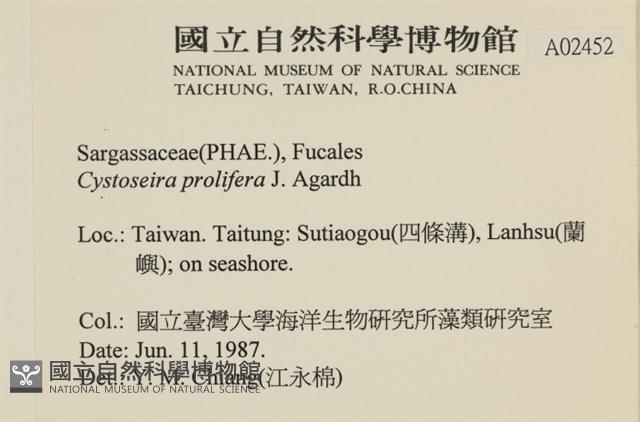 國立自然科學博物館
A02452
NATIONAL MUSEUM OF NATURAL SCIENCE
TAICHUNG, TAIWAN, R.O.CHINA
Sargassaceae(PHAE.), Fucales
Cystoseira prolifera J. Agardh
Loc.: Taiwan. Taitung: Sutiaogou(四條溝), Lanhsu(蘭
嶼); on seashore.
Col.: 國立臺灣大學海洋生物研究所藻類研究室
Date: Jun. 11, 1987.
Det.: Y. M. Chiang(江永棉)
國立自然科學博物館
NATIONAL MUSEUM OF NATURAL SCIENCE